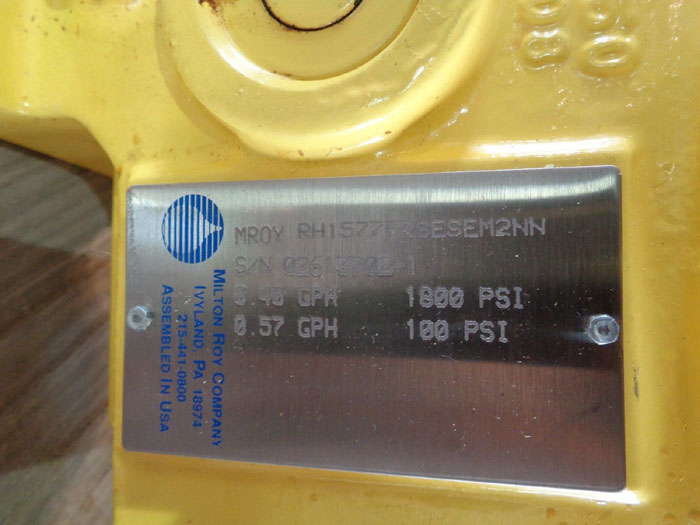 MROY
S/N
GPH 1800 PSI
0.57 GPH 100 PSI
MILTON ROY COMPANY
IVYLAND, PA 18974
215-441-0800
ASSEMBLED IN USA